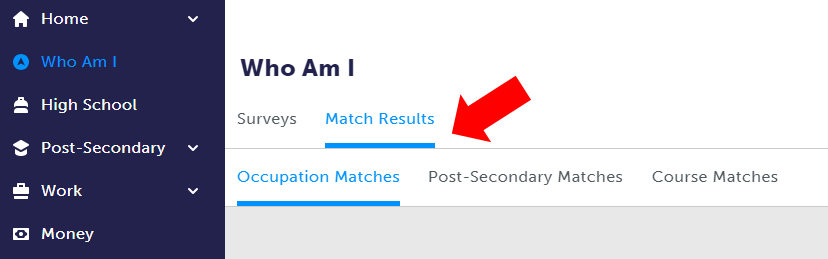 Home
Who Am I
High School
Post-Secondary
Work
Money
Who Am I
Surveys Match Results
Occupation Matches Post-Secondary Matches Course Matches